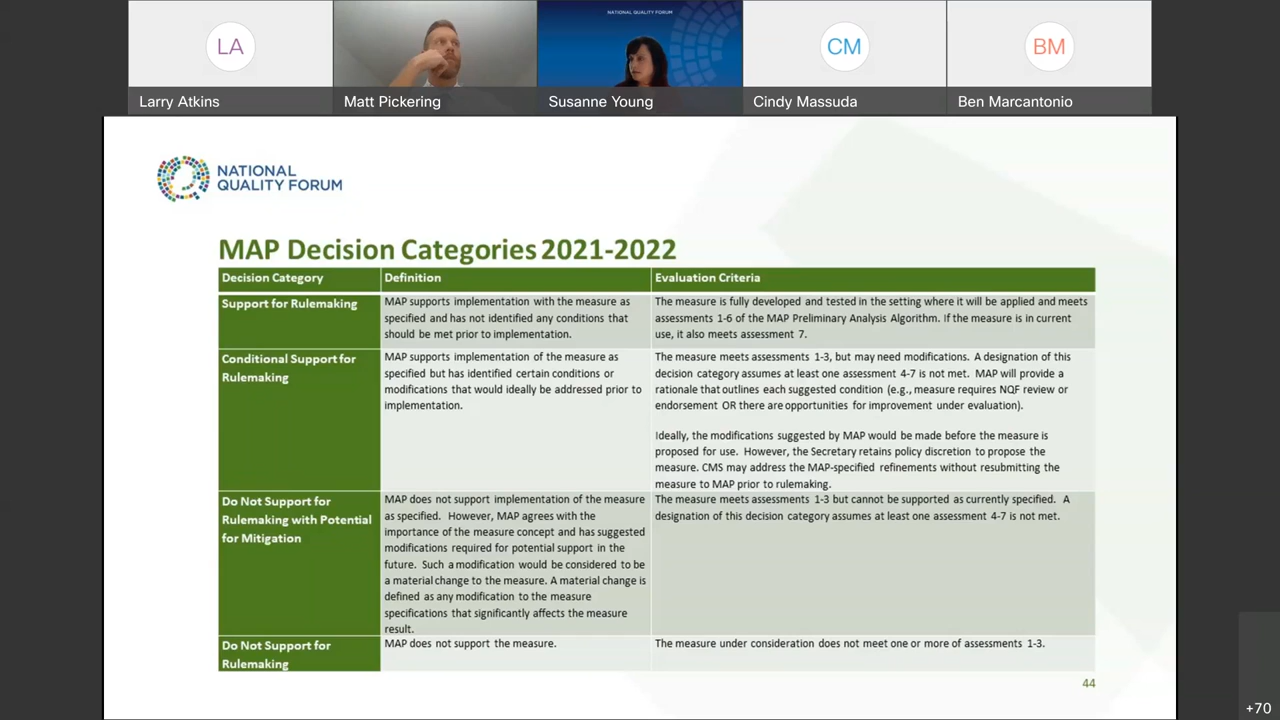 NATIONAL QUALITY FORUM
LA
CM
BM
Larry Atkins
Matt Pickering
Susanne Young
Cindy Massuda
Ben Marcantonio
NATIONAL
QUALITY FORUM
MAP Decision Categories 2021-2022
Decision Category
Definition
Evaluation Criteria
Support for Rulemaking
MAP supports implementation with the measure as
specified and has not identified any conditions that
should be met prior to implementation.
The measure is fully developed and tested in the setting where it will be applied and meets
assessments 1-6 of the MAP Preliminary Analysis Algorithm. If the measure is in current
use, it also meets assessment 7.
Conditional Support for
Rulemaking
MAP supports implementation of the measure as
specified but has identified certain conditions or
modifications that would ideally be addressed prior to
implementation.
The measure meets assessments 1-3, but may need modifications. A designation of this
decision category assumes at least one assessment 4-7 is not met. MAP will provide a
rationale that outlines each suggested condition (e.g., measure requires NQF review or
endorsement OR there are opportunities for improvement under evaluation).
Ideally, the modifications suggested by MAP would be made before the measure is
proposed for use. However, the Secretary retains policy discretion to propose the
measure. CMS may address the MAP-specified refinements without resubmitting the
measure to MAP prior to rulemaking.
Do Not Support for
Rulemaking with Potential
for Mitigation
MAP does not support implementation of the measure
as specified. However, MAP agrees with the
importance of the measure concept and has suggested
modifications required for potential support in the
future. Such a modification would be considered to be
a material change to the measure. A material change is
defined as any modification to the measure
specifications that significantly affects the measure
result.
The measure meets assessments 1-3 but cannot be supported as currently specified. A
designation of this decision category assumes at least one assessment 4-7 is not met.
Do Not Support for
Rulemaking
MAP does not support the measure.
The measure under consideration does not meet one or more of assessments 1-3.
44
+70